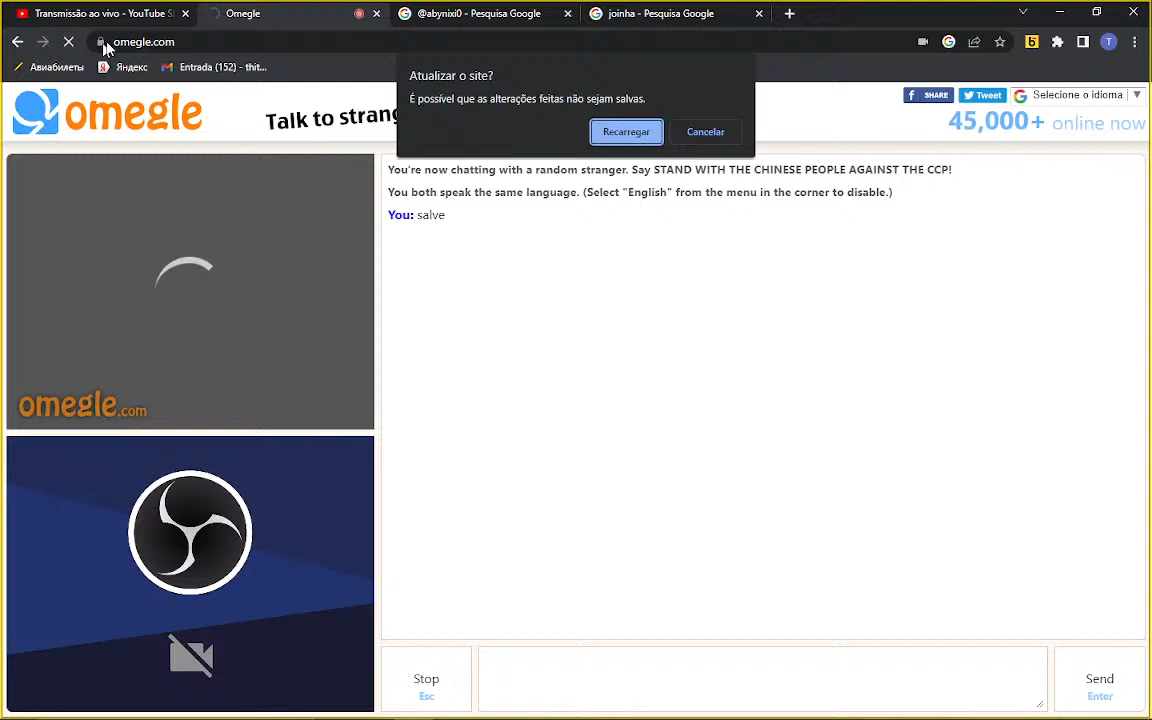 Transmissão ao vivo - YouTube S
Omegle
@abynixi0 - Pesquisa Google
joinha - Pesquisa Google
omegle.com
Авиабилеты
Яндекс
Entrada (152) - thit...
T
Atualizar o site?
É possível que as alterações feitas não sejam salvas.
Recarregar
Cancelar
omegle
Talk to strang
SHARE
Tweet
Selecione o idioma
45,000+ online now
You're now chatting with a random stranger. Say STAND WITH THE CHINESE PEOPLE AGAINST THE CCP!
You both speak the same language. (Select "English" from the menu in the corner to disable.)
You: salve
omegle.com
Stop
Esc
Send
Enter